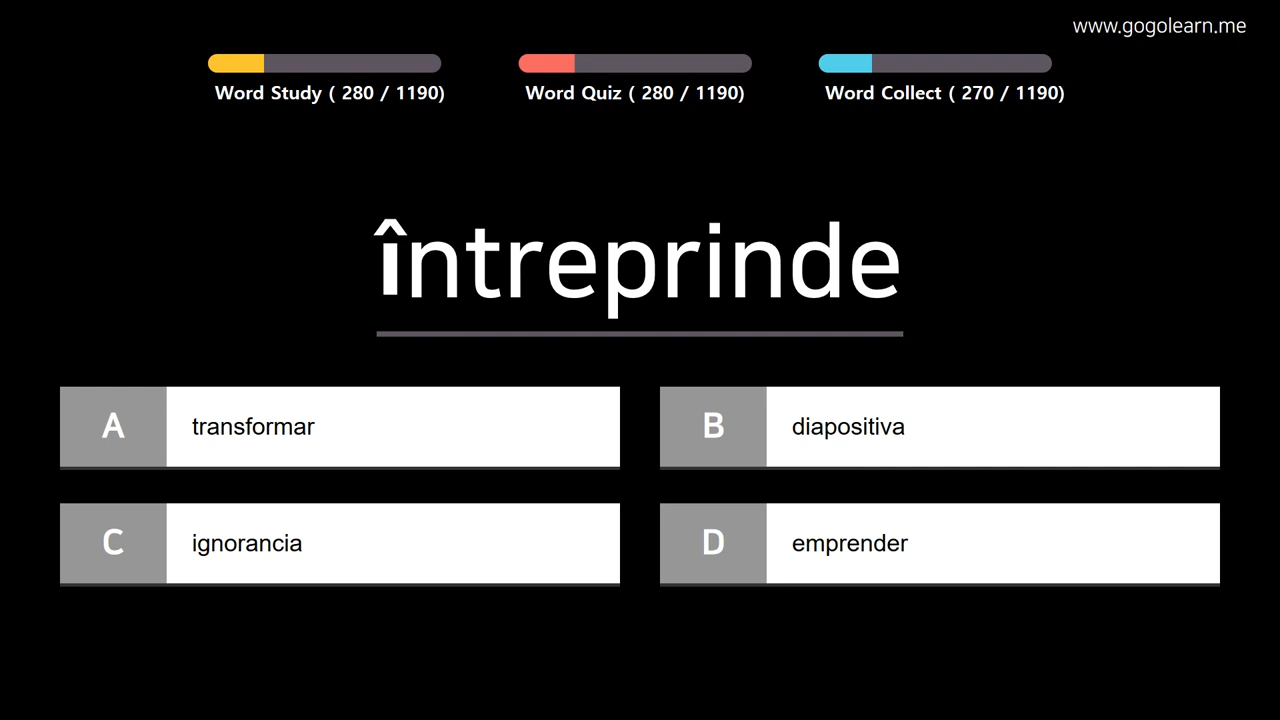 www.gogolearn.me
Word Study ( 280 / 1190)
Word Quiz ( 280 / 1190)
Word Collect ( 270 / 1190)
întreprinde
A
transformar
B
diapositiva
C
ignorancia
D
emprender